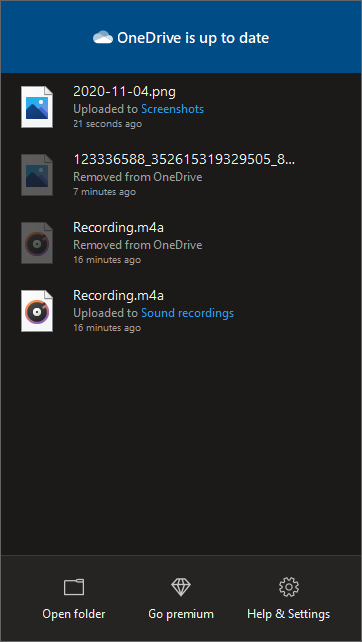 OneDrive is up to date
2020-11-04.png
Uploaded to Screenshots
21 seconds ago
123336588_352615319329505_8...
Removed from OneDrive
7 minutes ago
Recording.m4a
Removed from OneDrive
16 minutes ago
Recording.m4a
Uploaded to Sound recordings
16 minutes ago
Open folder
Go premium
Help & Settings